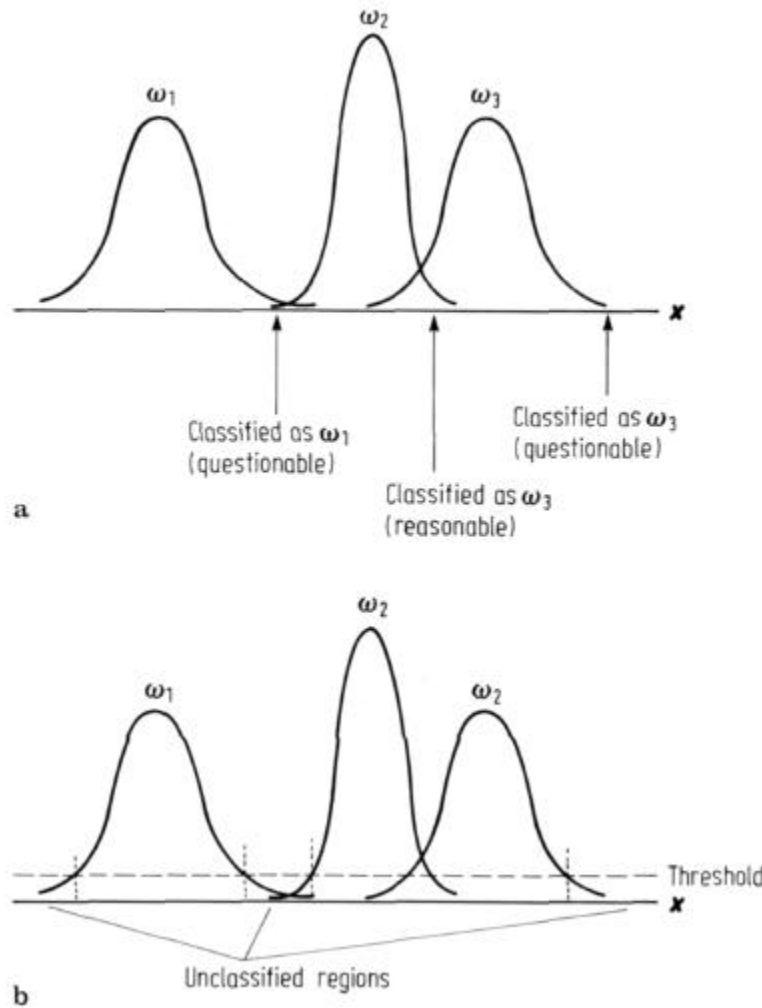 ω2
ω1
ω3
x
Classified as ω1
(questionable)
Classified as ω3
(questionable)
Classified as ω3
(reasonable)
a
ω2
ω1
ω2
Threshold
x
Unclassified regions
b